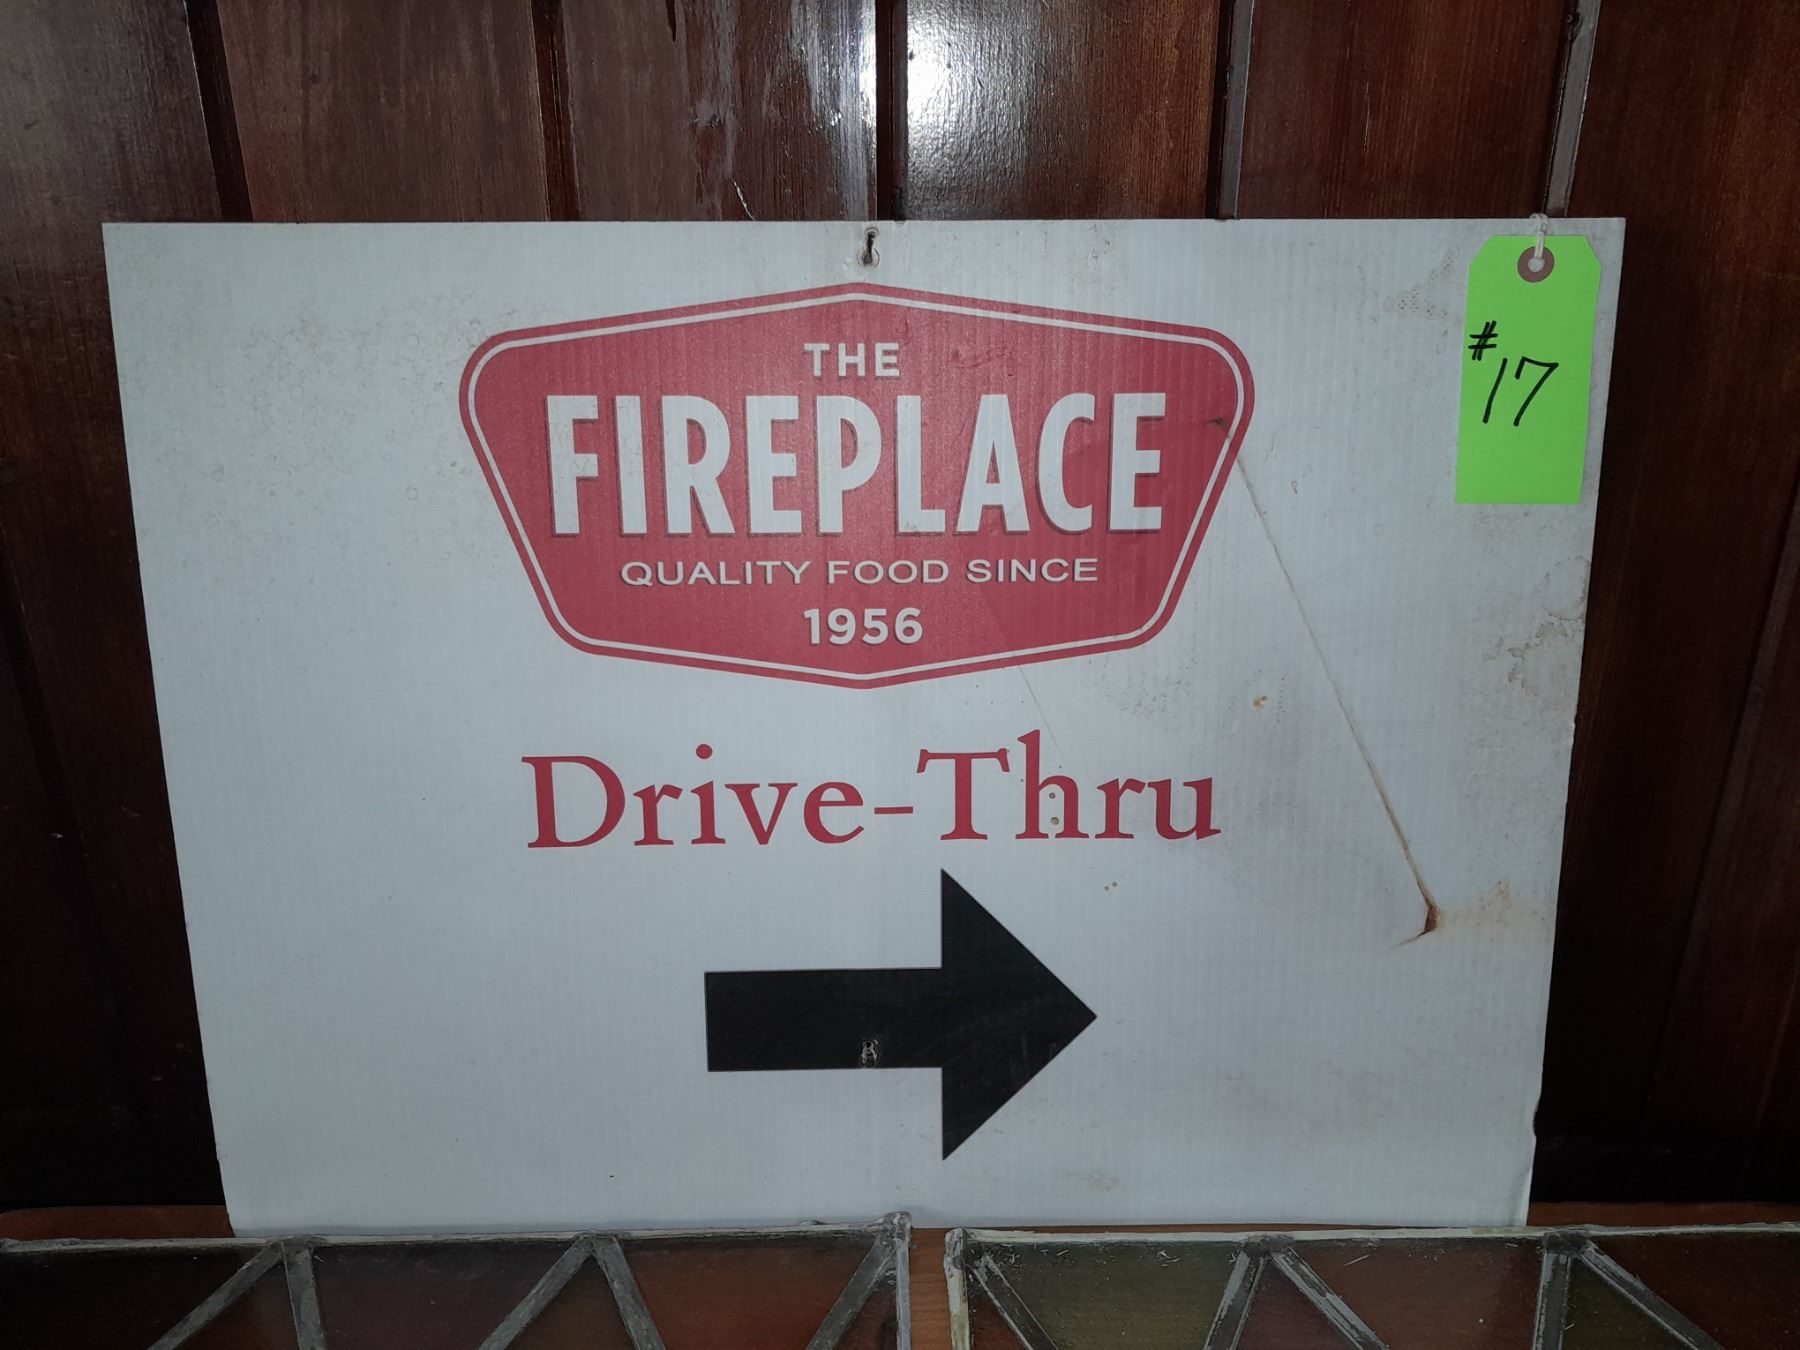 THE
FIREPLACE
QUALITY FOOD SINCE
1956
Drive-Thru
#17